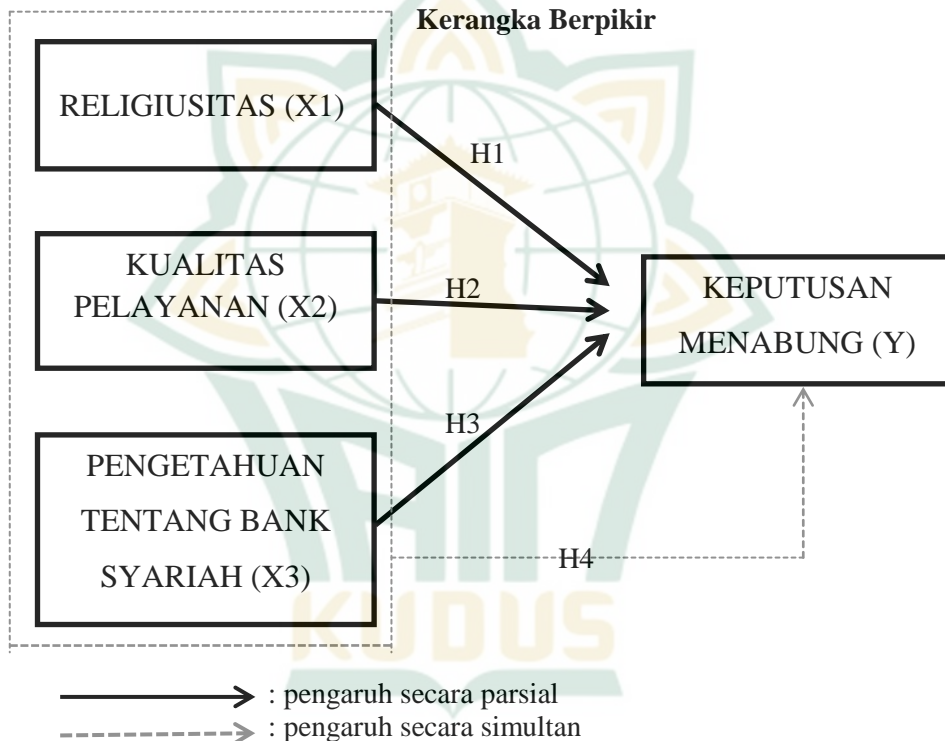 Kerangka Berpikir
RELIGIUSITAS (X1)
H1
KUALITAS
PELAYANAN (X2)
H2
KEPUTUSAN
MENABUNG (Y)
H3
PENGETAHUAN
TENTANG BANK
SYARIAH (X3)
H4
KUDUS
: pengaruh secara parsial
: pengaruh secara simultan